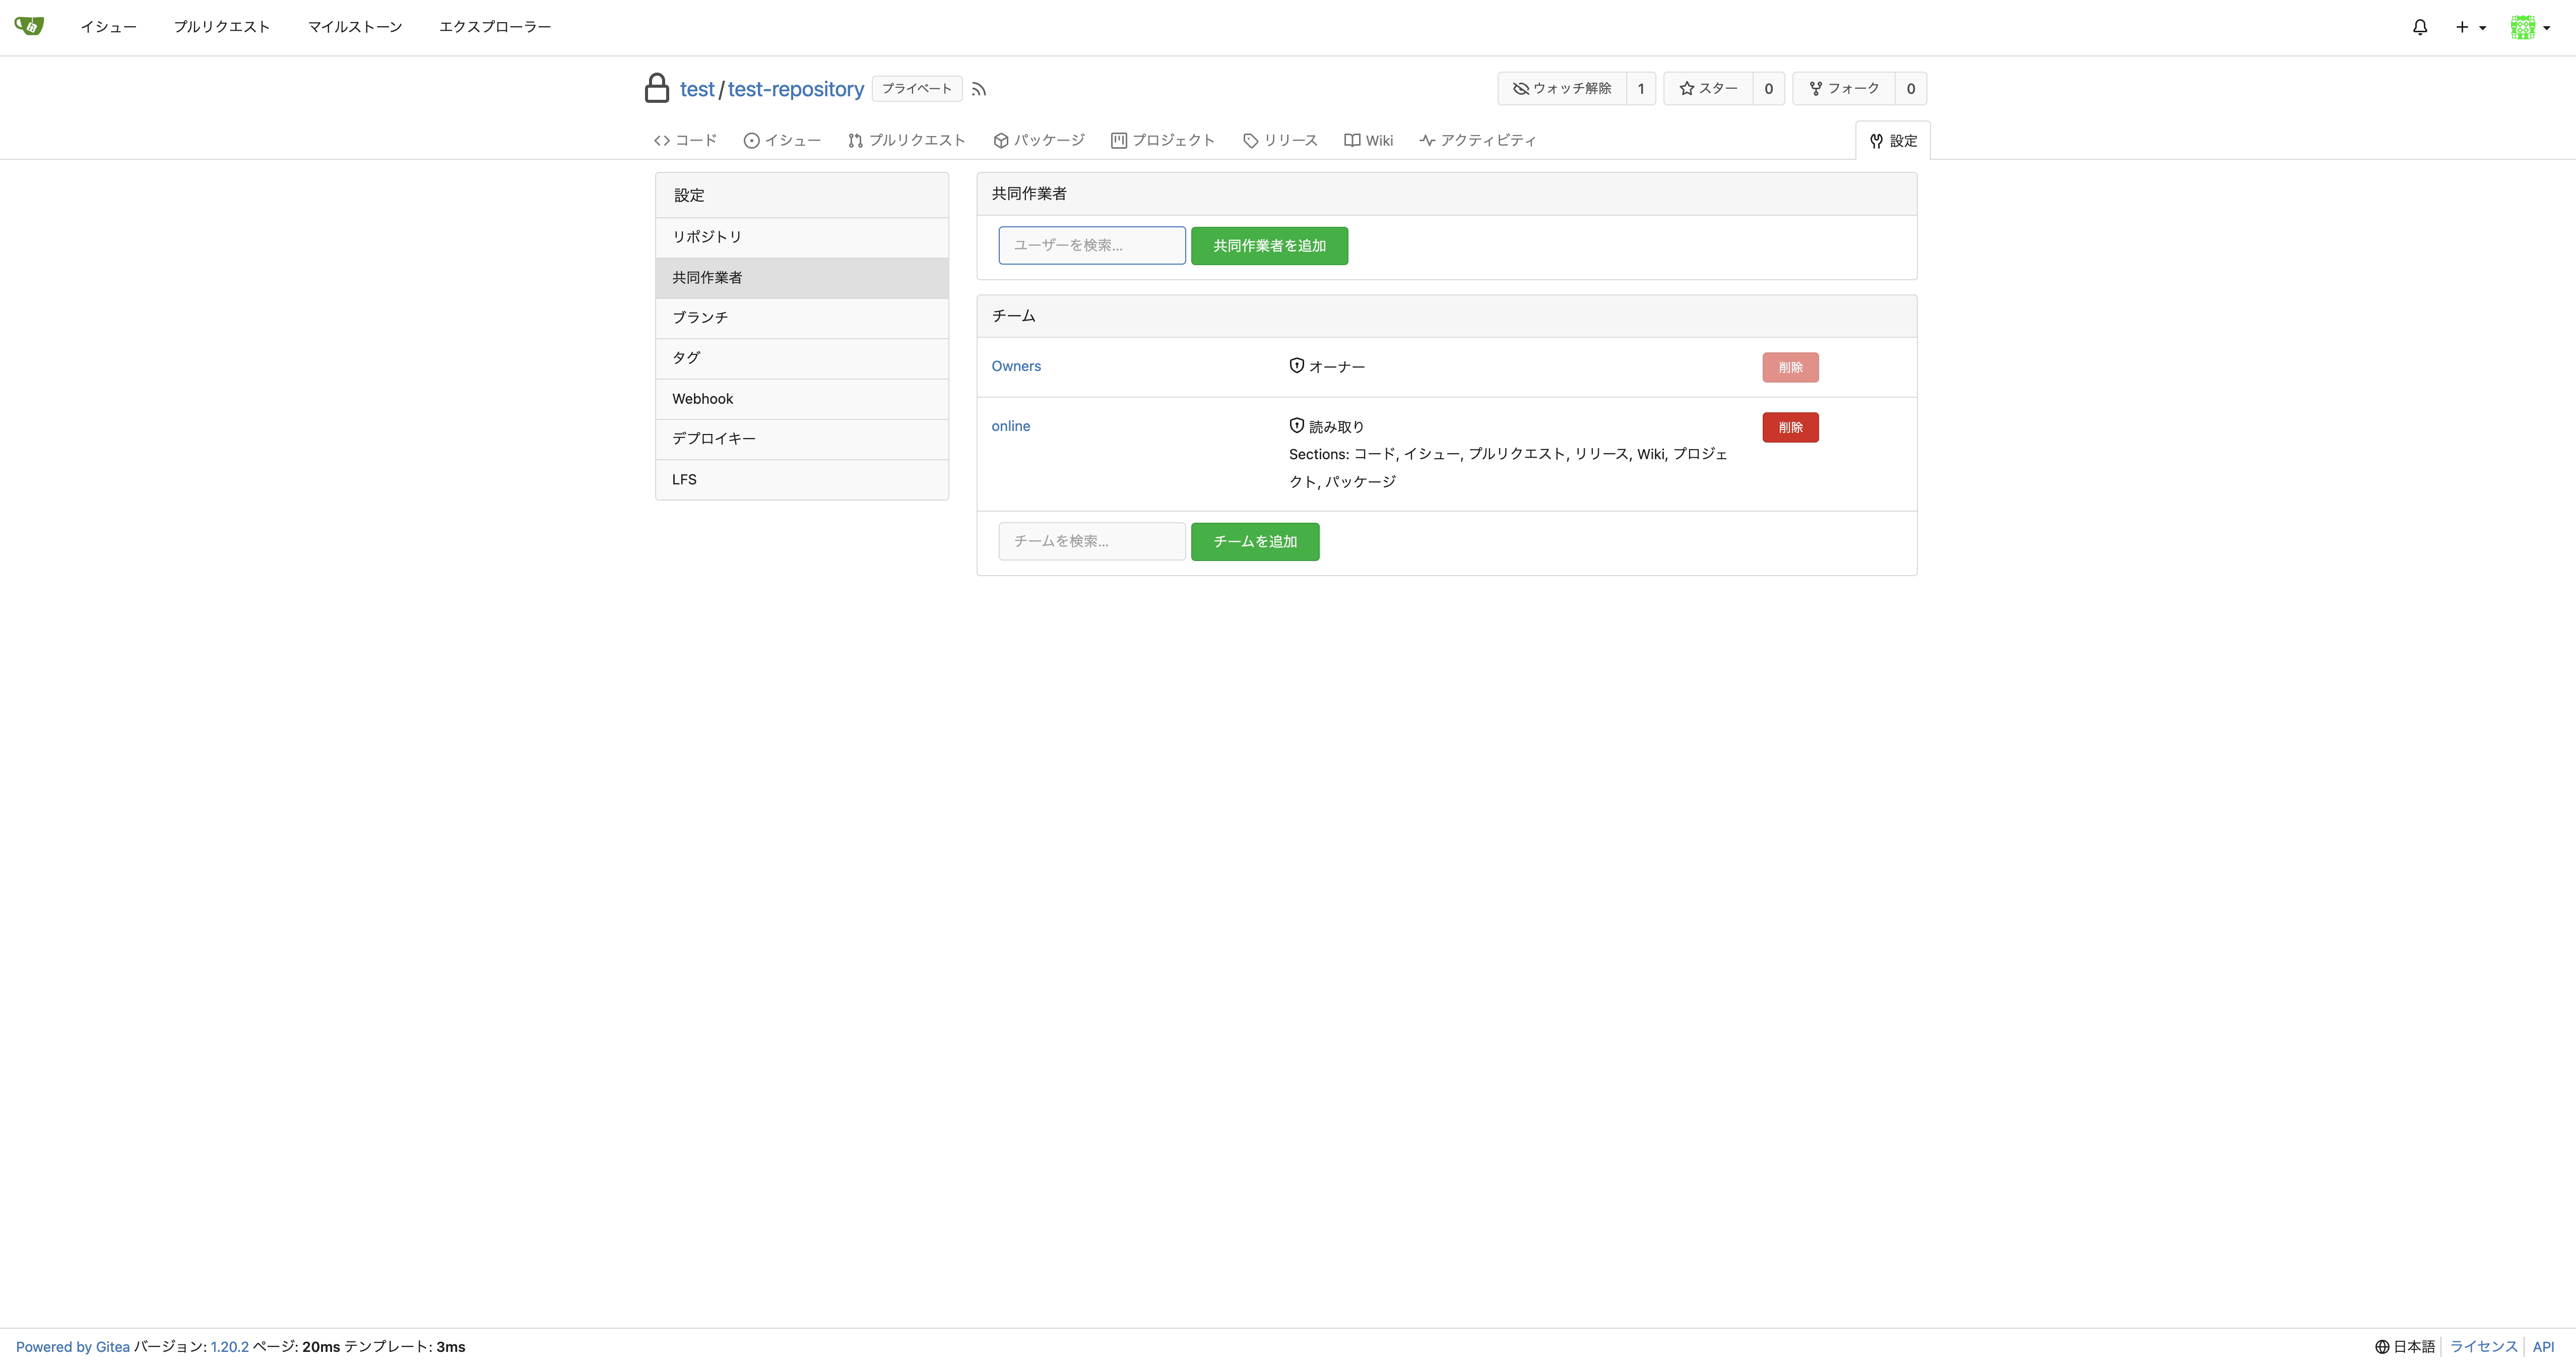 イシュー プルリクエスト マイルストーン エクスプローラー
test / test-repository プライベート ウォッチ解除 1 スター 0 フォーク 0
コード イシュー プルリクエスト パッケージ プロジェクト リリース Wiki アクティビティ 設定
設定
リポジトリ
共同作業者
ブランチ
タグ
Webhook
デプロイキー
LFS
共同作業者
ユーザーを検索... 共同作業者を追加
チーム
Owners オーナー 削除
online 読み取り 削除
Sections: コード, イシュー, プルリクエスト, リリース, Wiki, プロジェ
クト, パッケージ
チームを検索... チームを追加
Powered by Gitea バージョン: 1.20.2 ページ: 20ms テンプレート: 3ms 日本語 ライセンス API